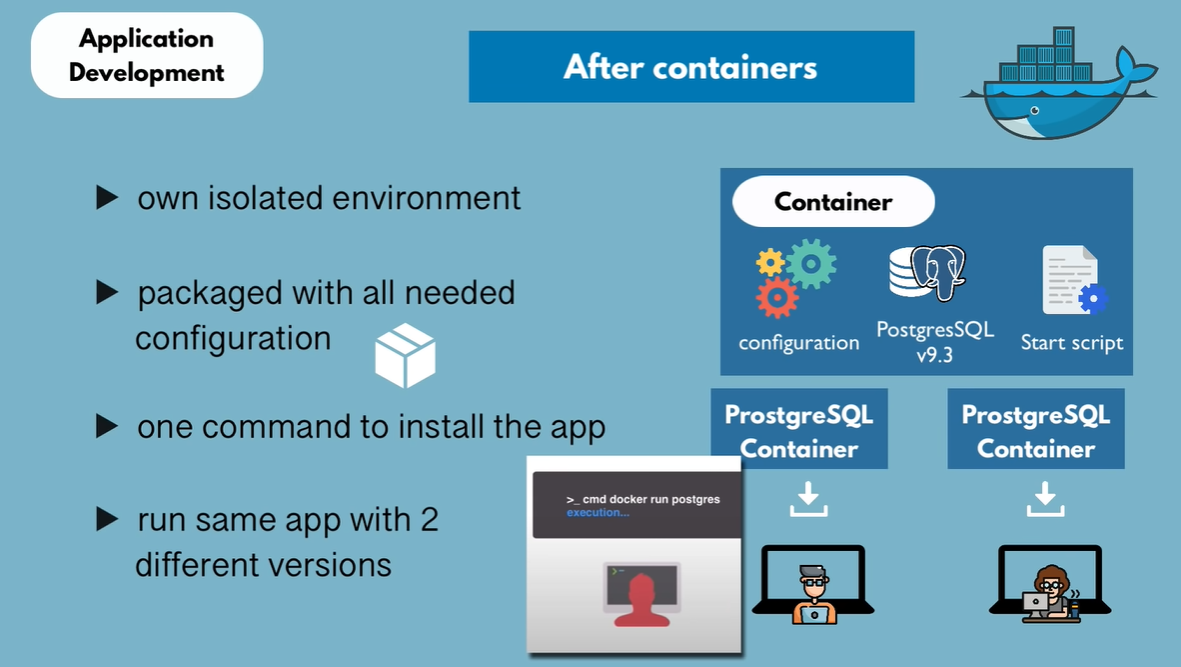 Application
Development
After containers
own isolated environment
packaged with all needed
configuration
one command to install the app
run same app with 2
different versions
Container
configuration
PostgresSQL
v9.3
Start script
ProstgreSQL
Container
ProstgreSQL
Container
>_ cmd docker run postgres
execution...
>~